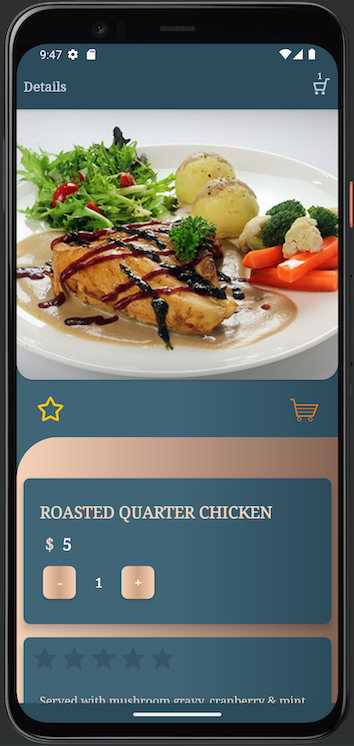 9:47
1
Details
ROASTED QUARTER CHICKEN
$ 5
- 1 +
Served with mushroom gravy, cranberry & mint